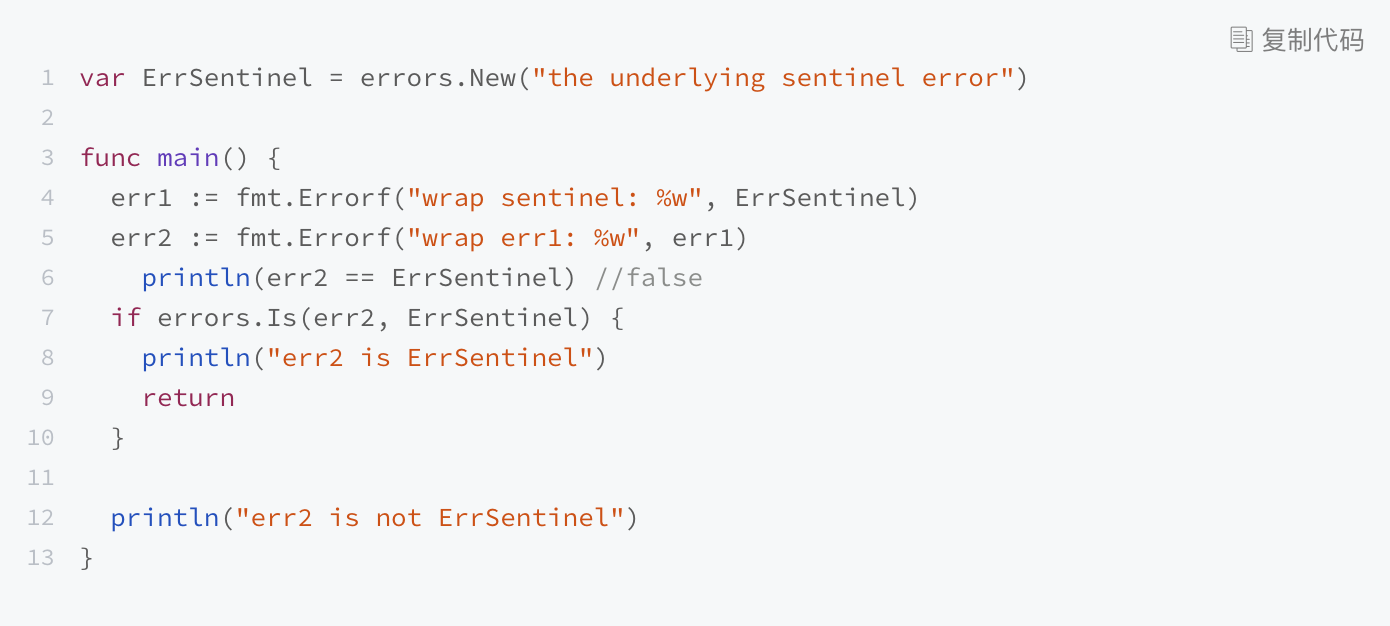 复制代码
1 var ErrSentinel = errors.New("the underlying sentinel error")
2
3 func main() {
4   err1 := fmt.Errorf("wrap sentinel: %w", ErrSentinel)
5   err2 := fmt.Errorf("wrap err1: %w", err1)
6     println(err2 == ErrSentinel) //false
7   if errors.Is(err2, ErrSentinel) {
8     println("err2 is ErrSentinel")
9     return
10   }
11
12   println("err2 is not ErrSentinel")
13 }